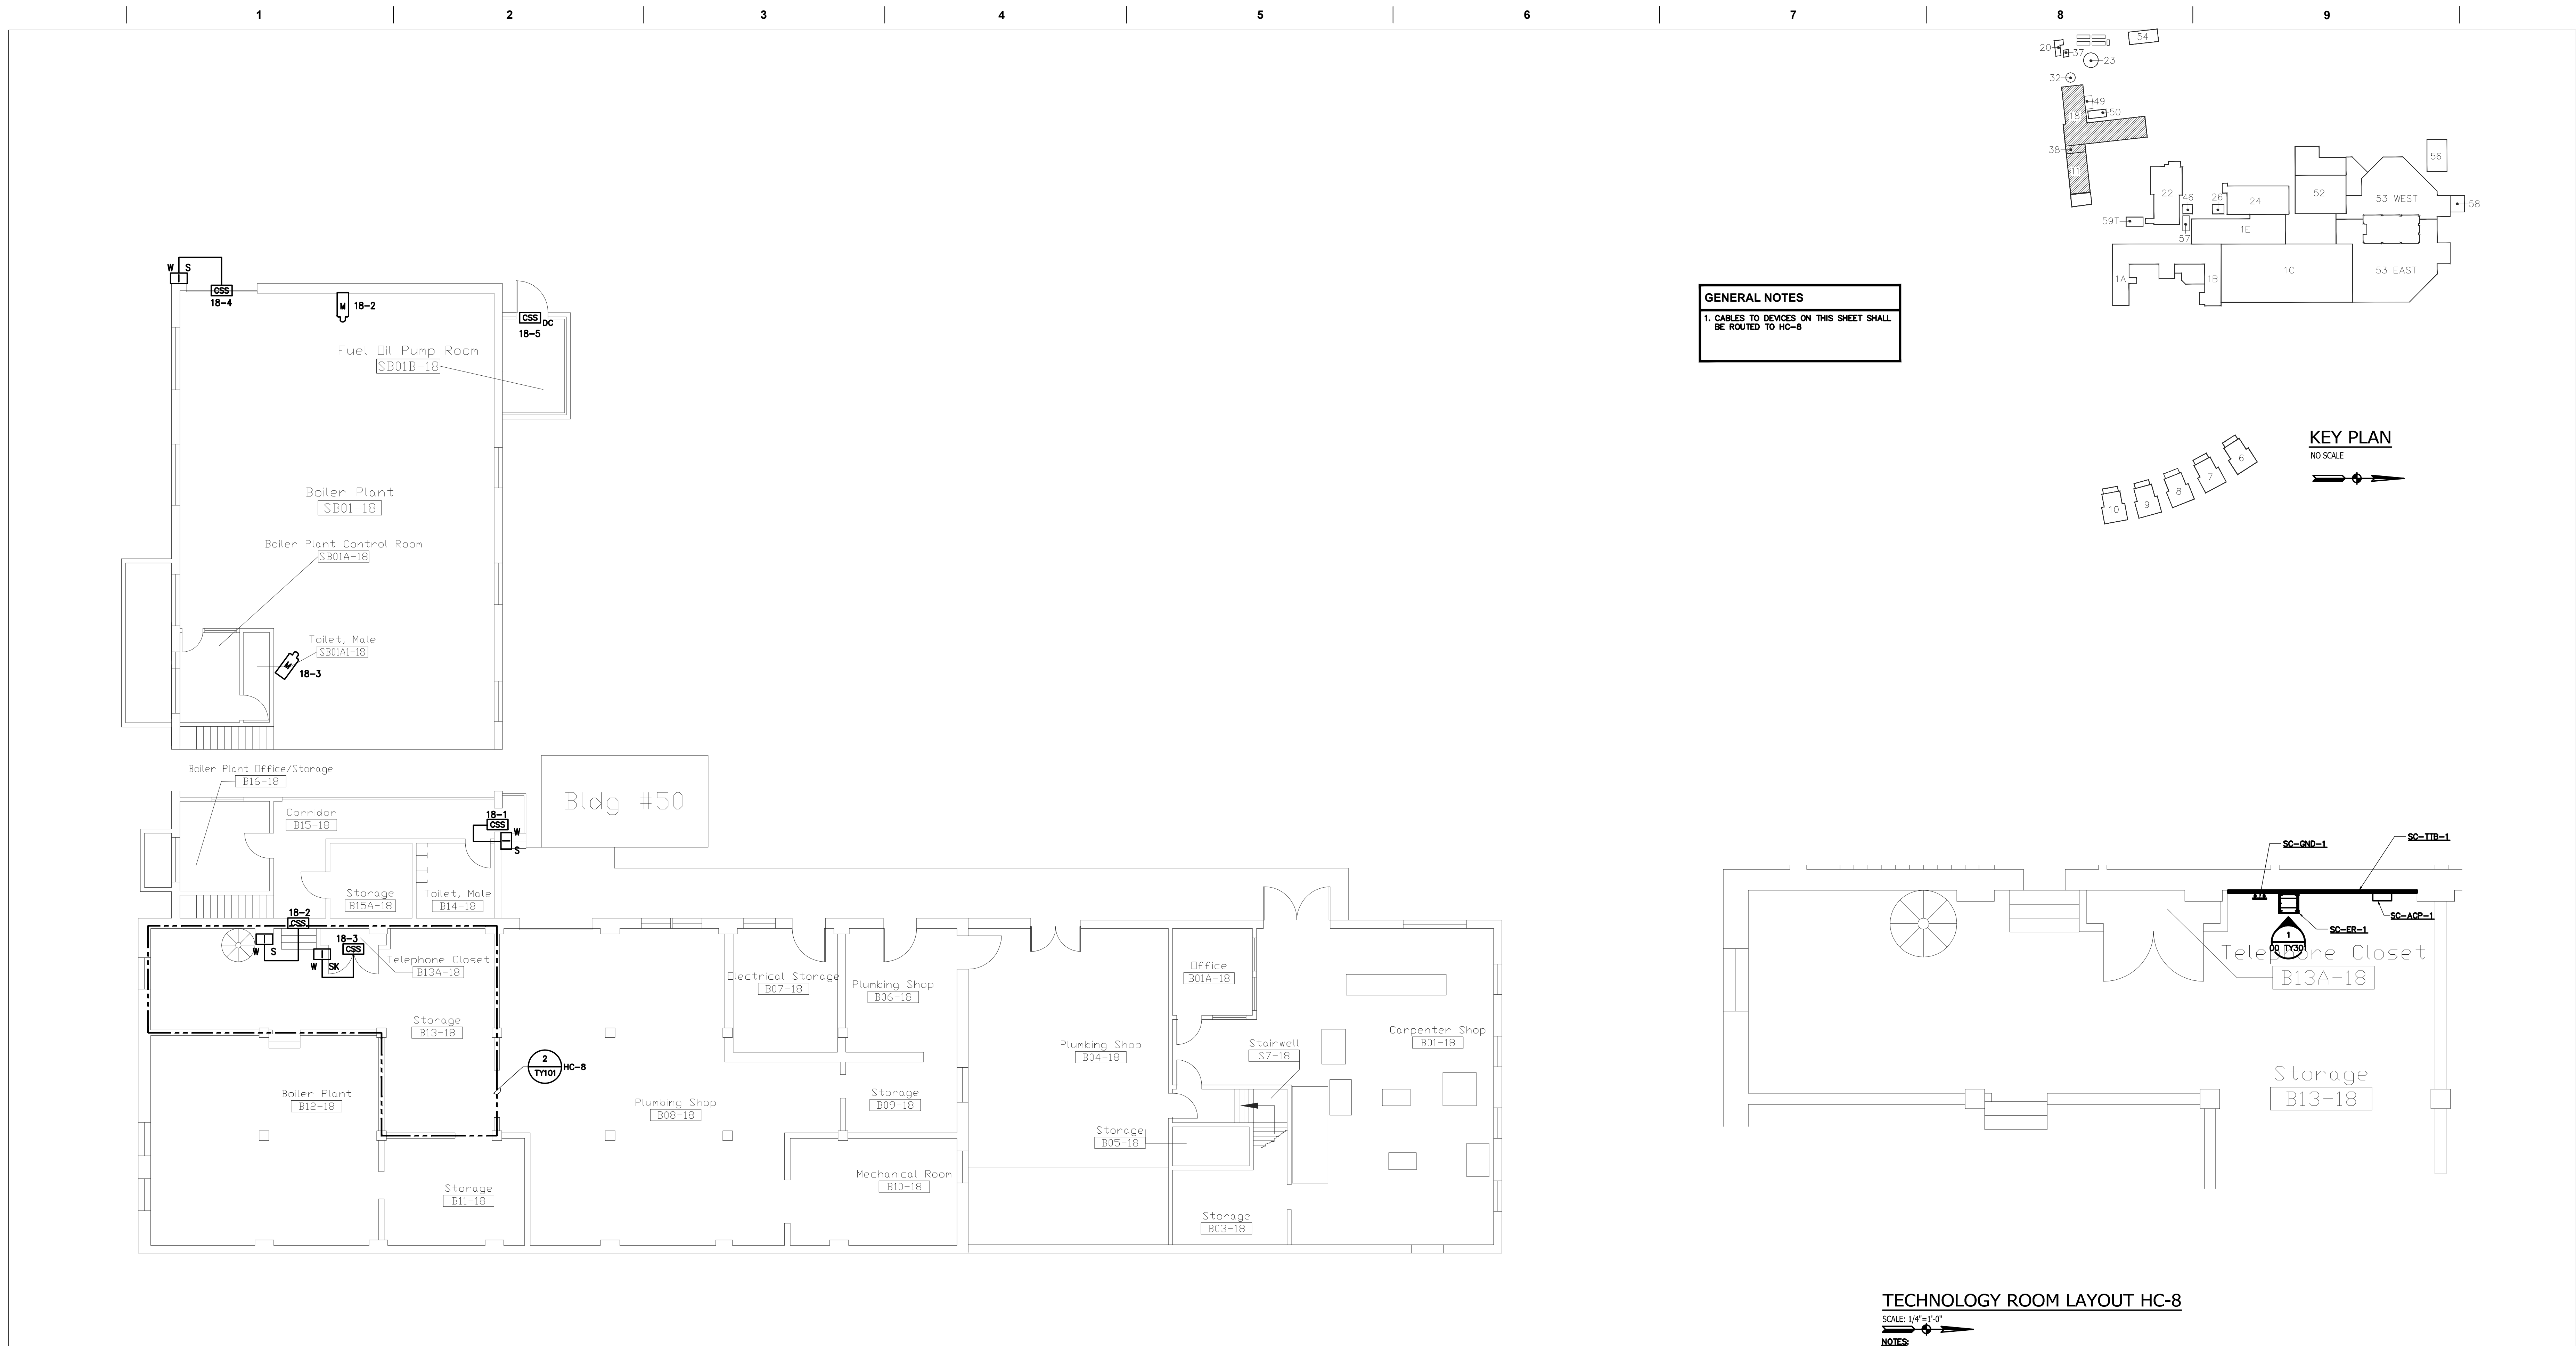 1 2 3 4 5 6 7 8 9
54
20
37
23
32
49
18
50
38
11
56
22
46
26
24
52
53 WEST
58
59T
57
1E
1A
1B
1C
53 EAST
6
7
8
9
10
KEY PLAN
NO SCALE
GENERAL NOTES
1. CABLES TO DEVICES ON THIS SHEET SHALL
BE ROUTED TO HC-8
W S
CSS
18-4
M
18-2
CSS
DC
18-5
Fuel Oil Pump Room
SB01B-18
Boiler Plant
SB01-18
Boiler Plant Control Room
SB01A-18
Toilet, Male
SB01A1-18
M
18-3
Boiler Plant Office/Storage
B16-18
Bldg #50
Corridor
B15-18
18-1
CSS
W
S
Storage
B15A-18
Toilet, Male
B14-18
18-2
CSS
W S
18-3
CSS
W SK
Telephone Closet
B13A-18
Electrical Storage
B07-18
Plumbing Shop
B06-18
Office
B01A-18
Storage
B13-18
Plumbing Shop
B04-18
Stairwell
S7-18
Carpenter Shop
B01-18
2
TY101
HC-8
Boiler Plant
B12-18
Plumbing Shop
B08-18
Storage
B09-18
Storage
B05-18
Storage
B11-18
Mechanical Room
B10-18
Storage
B03-18
SC-TTB-1
SC-GND-1
SC-ACP-1
SC-ER-1
1
00 TY301
Telephone Closet
B13A-18
Storage
B13-18
TECHNOLOGY ROOM LAYOUT HC-8
SCALE: 1/4"=1'-0"
NOTES: